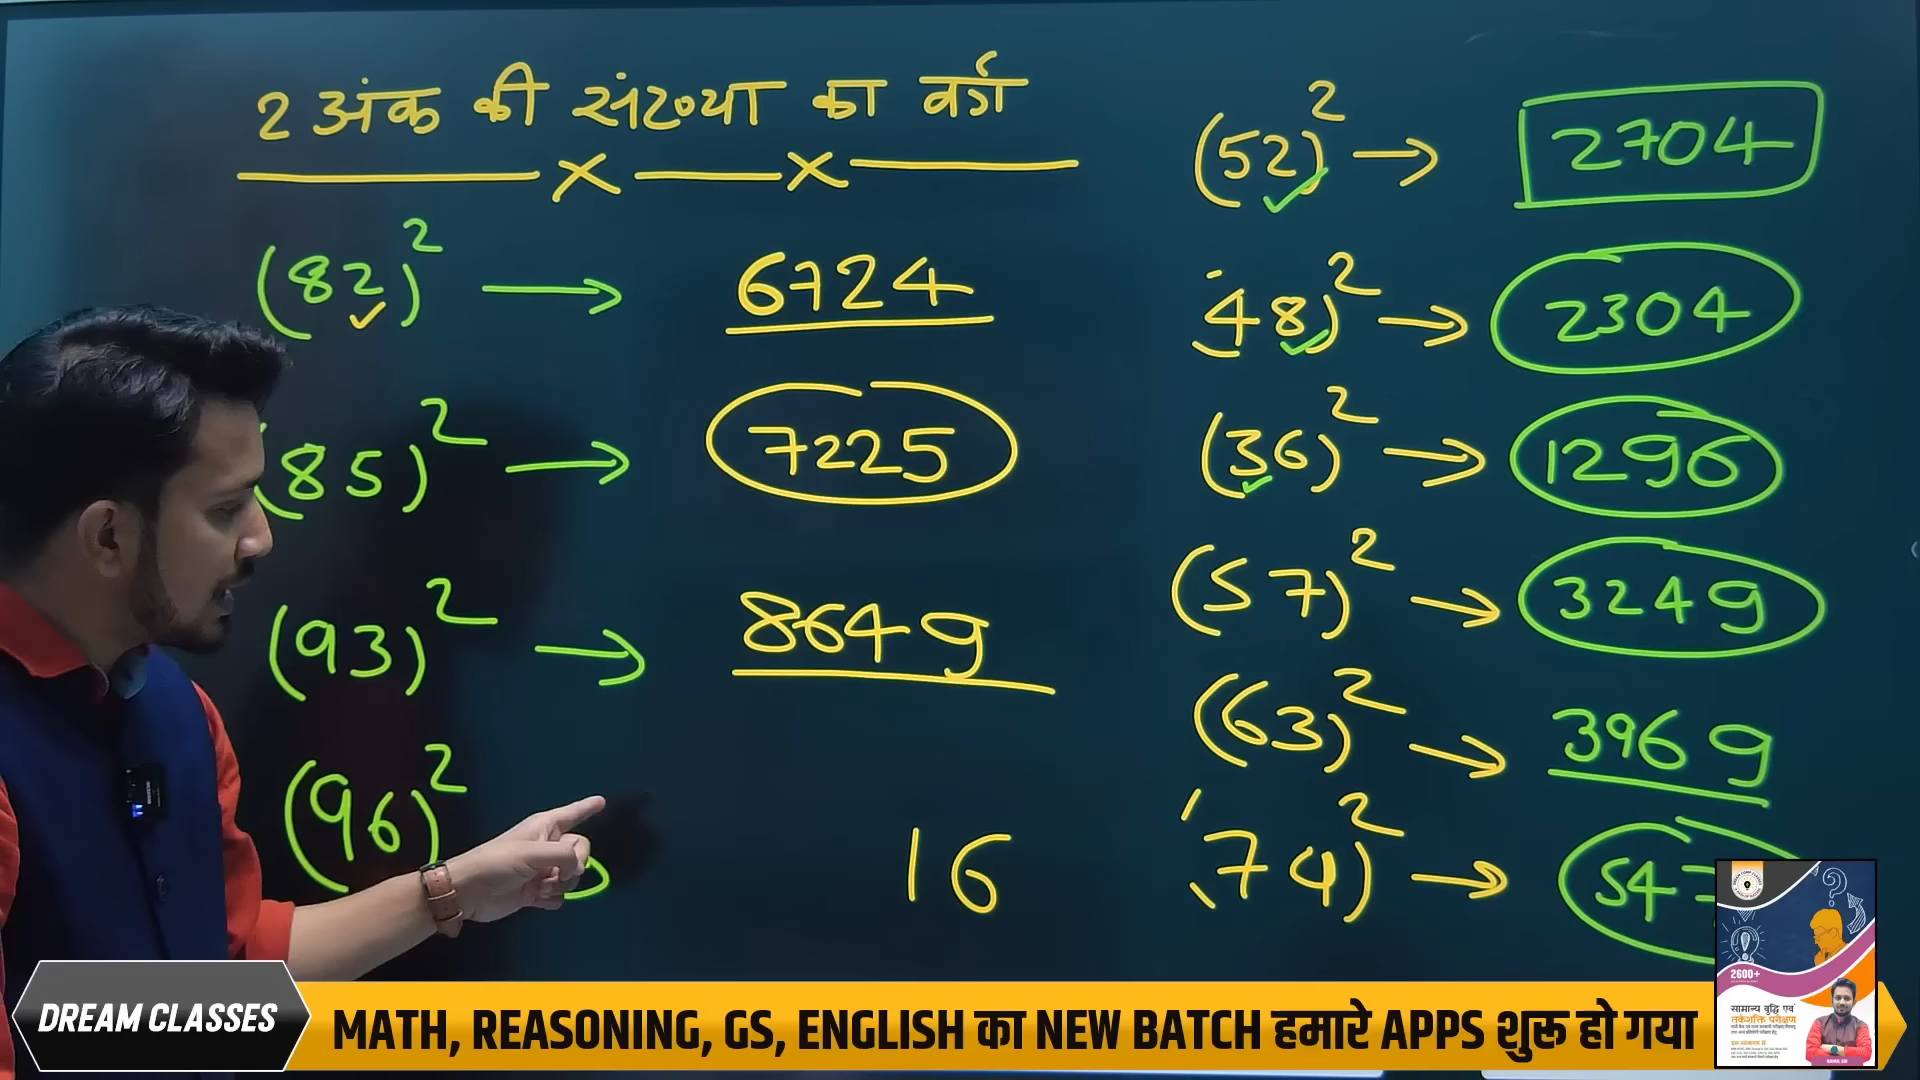 2 अंक की संख्या का वर्ग
(82)² → 6724
(85)² → 7225
(93)² → 8649
(96)² 16
(52)² → 2704
48)² → 2304
(36)² → 1296
(57)² → 3249
(63)² → 3969
74)² → 54
DREAM CLASSES
MATH, REASONING, GS, ENGLISH का NEW BATCH हमारे APPS शुरू हो गया
2600+
सामान्य बुद्धि एवं
तर्कशक्ति परीक्षण